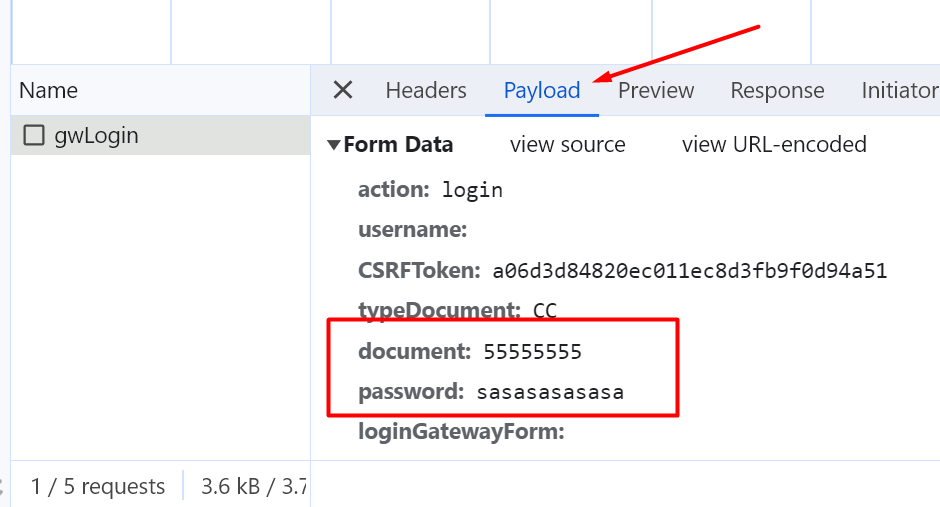 Name
Headers Payload Preview Response Initiator
gwLogin
Form Data view source view URL-encoded
action: login
username:
CSRFToken: a06d3d84820ec011ec8d3fb9f0d94a51
typeDocument: CC
document: 55555555
password: sasasasasasa
loginGatewayForm:
1 / 5 requests 3.6 kB / 3.7